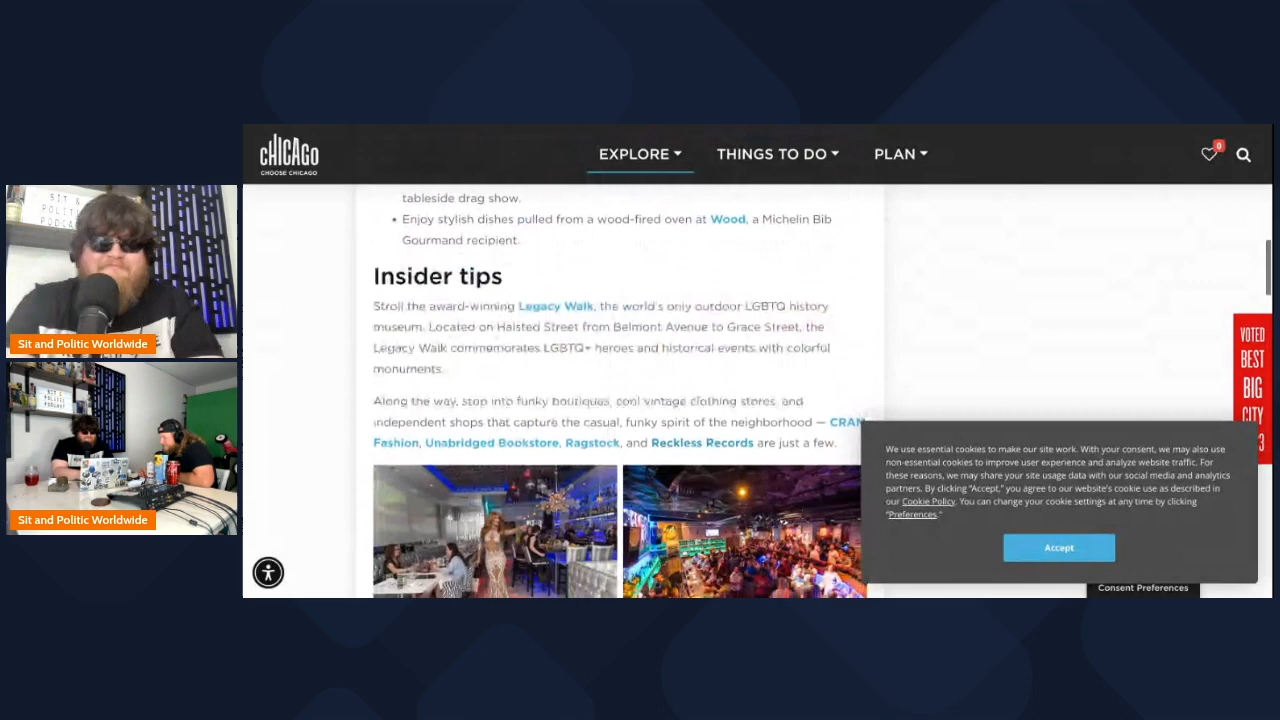 CHICAGO
CHOOSE CHICAGO
EXPLORE
THINGS TO DO
PLAN
0
tableside drag show.
• Enjoy stylish dishes pulled from a wood-fired oven at Wood, a Michelin Bib
Gourmand recipient.
Insider tips
Stroll the award-winning Legacy Walk, the world's only outdoor LGBTQ history
museum. Located on Halsted Street from Belmont Avenue to Grace Street, the
Legacy Walk commemorates LGBTQ+ heroes and historical events with colorful
monuments.
Along the way, stop into funky boutiques, cool vintage clothing stores, and
independent shops that capture the casual, funky spirit of the neighborhood — CRAM
Fashion, Unabridged Bookstore, Ragstock, and Reckless Records are just a few.
VOTED
BEST
BIG
CITY
3
We use essential cookies to make our site work. With your consent, we may also use
non-essential cookies to improve user experience and analyze website traffic. For
these reasons, we may share your site usage data with our social media and analytics
partners. By clicking "Accept," you agree to our website's cookie use as described in
our Cookie Policy. You can change your cookie settings at any time by clicking
"Preferences."
Accept
Consent Preferences
SIT &
POLITI
PODCA
Sit and Politic Worldwide
SIT &
POLITIC
PODCAST
Sit and Politic Worldwide